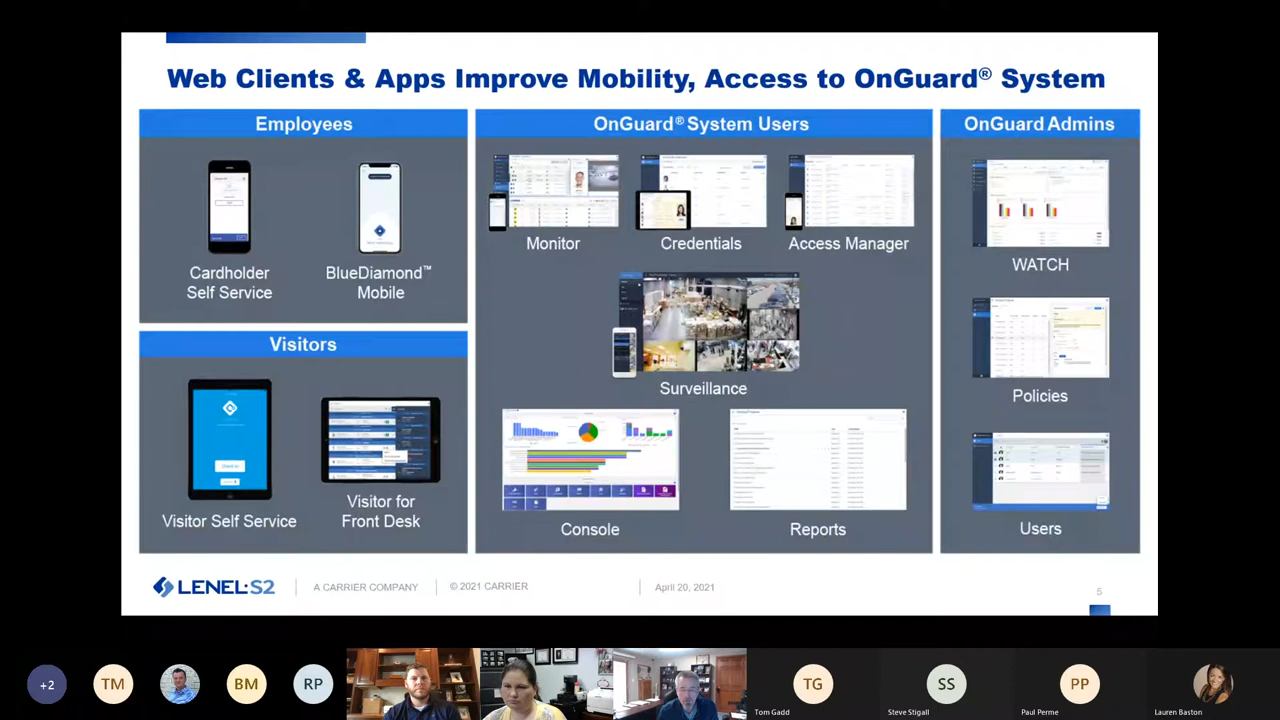 Web Clients & Apps Improve Mobility, Access to OnGuard® System
Employees
Cardholder
Self Service
BlueDiamond™
Mobile
Visitors
Visitor Self Service
Visitor for
Front Desk
OnGuard® System Users
Monitor
Credentials
Access Manager
Surveillance
Console
Reports
OnGuard Admins
WATCH
Policies
Users
LENEL·S2
A CARRIER COMPANY
© 2021 CARRIER
April 20, 2021
5
+2
TM
BM
RP
TG
Tom Gadd
SS
Steve Stigall
PP
Paul Perme
Lauren Baston